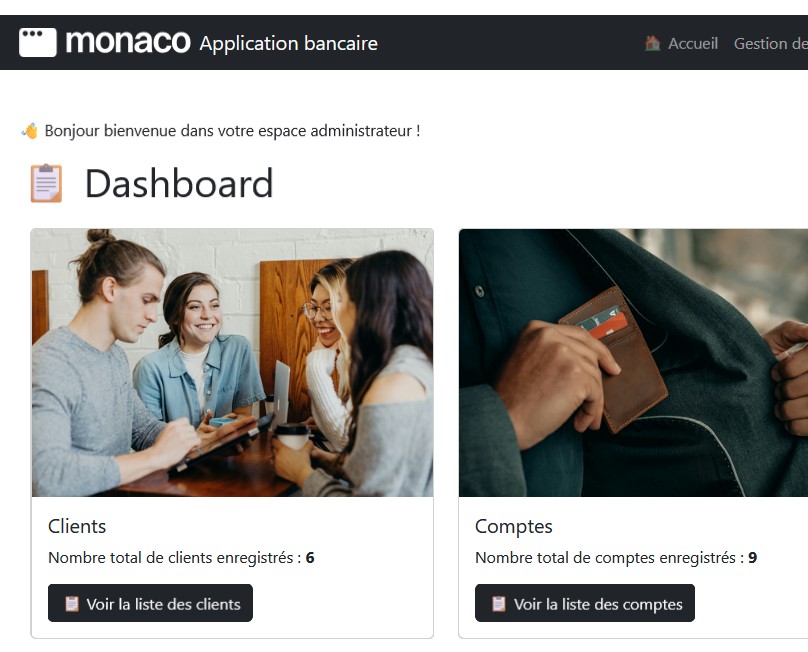 monaco Application bancaire
Accueil Gestion de
Bonjour bienvenue dans votre espace administrateur !
Dashboard
Clients
Nombre total de clients enregistrés : 6
Voir la liste des clients
Comptes
Nombre total de comptes enregistrés : 9
Voir la liste des comptes